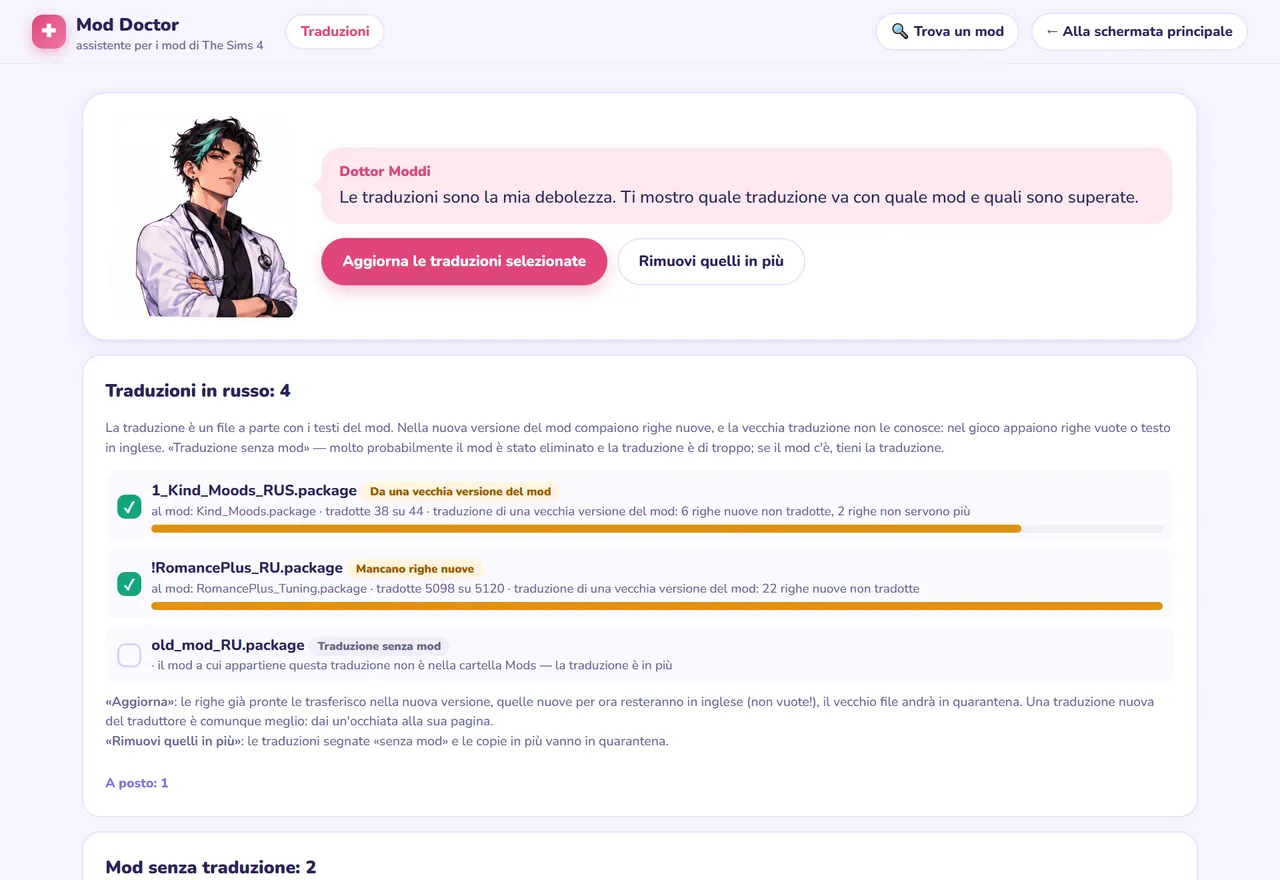 Mod Doctor
assistente per i mod di The Sims 4
Traduzioni
🔍 Trova un mod
← Alla schermata principale
Dottor Moddi
Le traduzioni sono la mia debolezza. Ti mostro quale traduzione va con quale mod e quali sono superate.
Aggiorna le traduzioni selezionate
Rimuovi quelli in più
Traduzioni in russo: 4
La traduzione è un file a parte con i testi del mod. Nella nuova versione del mod compaiono righe nuove, e la vecchia traduzione non le conosce: nel gioco appaiono righe vuote o testo
in inglese. «Traduzione senza mod» — molto probabilmente il mod è stato eliminato e la traduzione è di troppo; se il mod c'è, tieni la traduzione.
1_Kind_Moods_RUS.package Da una vecchia versione del mod
al mod: Kind_Moods.package · tradotte 38 su 44 · traduzione di una vecchia versione del mod: 6 righe nuove non tradotte, 2 righe non servono più
!RomancePlus_RU.package Mancano righe nuove
al mod: RomancePlus_Tuning.package · tradotte 5098 su 5120 · traduzione di una vecchia versione del mod: 22 righe nuove non tradotte
old_mod_RU.package Traduzione senza mod
· il mod a cui appartiene questa traduzione non è nella cartella Mods — la traduzione è in più
«Aggiorna»: le righe già pronte le trasferisco nella nuova versione, quelle nuove per ora resteranno in inglese (non vuote!), il vecchio file andrà in quarantena. Una traduzione nuova
del traduttore è comunque meglio: dai un'occhiata alla sua pagina.
«Rimuovi quelli in più»: le traduzioni segnate «senza mod» e le copie in più vanno in quarantena.
A posto: 1
Mod senza traduzione: 2